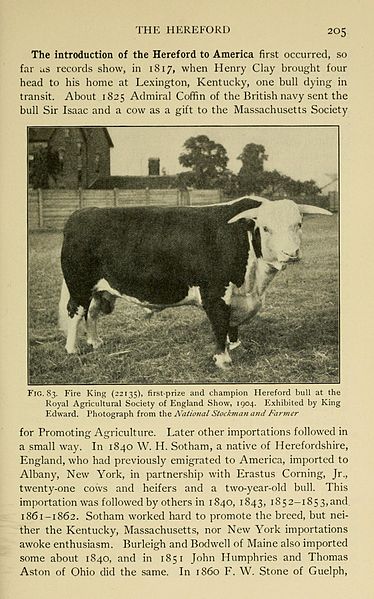 THE HEREFORD 205
The introduction of the Hereford to America first occurred, so
far as records show, in 1817, when Henry Clay brought four
head to his home at Lexington, Kentucky, one bull dying in
transit. About 1825 Admiral Coffin of the British navy sent the
bull Sir Isaac and a cow as a gift to the Massachusetts Society
FIG. 83. Fire King (22135), first-prize and champion Hereford bull at the
Royal Agricultural Society of England Show, 1904. Exhibited by King
Edward. Photograph from the National Stockman and Farmer
for Promoting Agriculture. Later other importations followed in
a small way. In 1840 W. H. Sotham, a native of Herefordshire,
England, who had previously emigrated to America, imported to
Albany, New York, in partnership with Erastus Corning, Jr.,
twenty-one cows and heifers and a two-year-old bull. This
importation was followed by others in 1840, 1843, 1852–1853, and
1861–1862. Sotham worked hard to promote the breed, but nei-
ther the Kentucky, Massachusetts, nor New York importations
awoke enthusiasm. Burleigh and Bodwell of Maine also imported
some about 1840, and in 1851 John Humphries and Thomas
Aston of Ohio did the same. In 1860 F. W. Stone of Guelph,